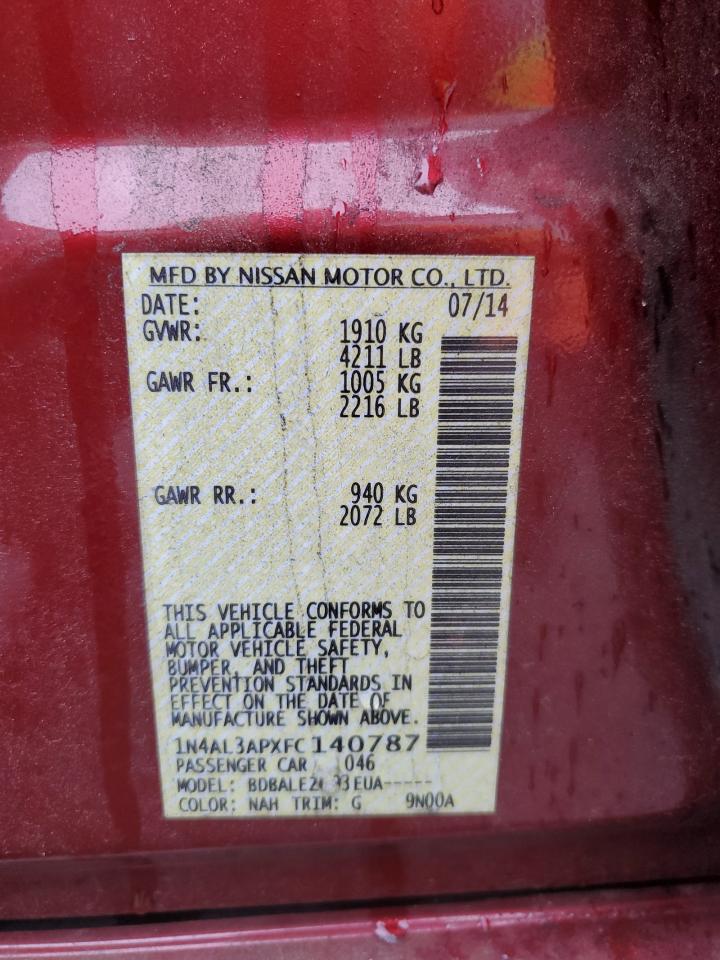 MFD BY NISSAN MOTOR CO., LTD.
DATE: 07/14
GVWR: 1910 KG
4211 LB
GAWR FR.: 1005 KG
2216 LB
GAWR RR.: 940 KG
2072 LB
THIS VEHICLE CONFORMS TO
ALL APPLICABLE FEDERAL
MOTOR VEHICLE SAFETY,
BUMPER, AND THEFT
PREVENTION STANDARDS IN
EFFECT ON THE DATE OF
MANUFACTURE SHOWN ABOVE.
1N4AL3APXFC140787
PASSENGER CAR 046
MODEL:
COLOR: NAH TRIM: G 9N00A